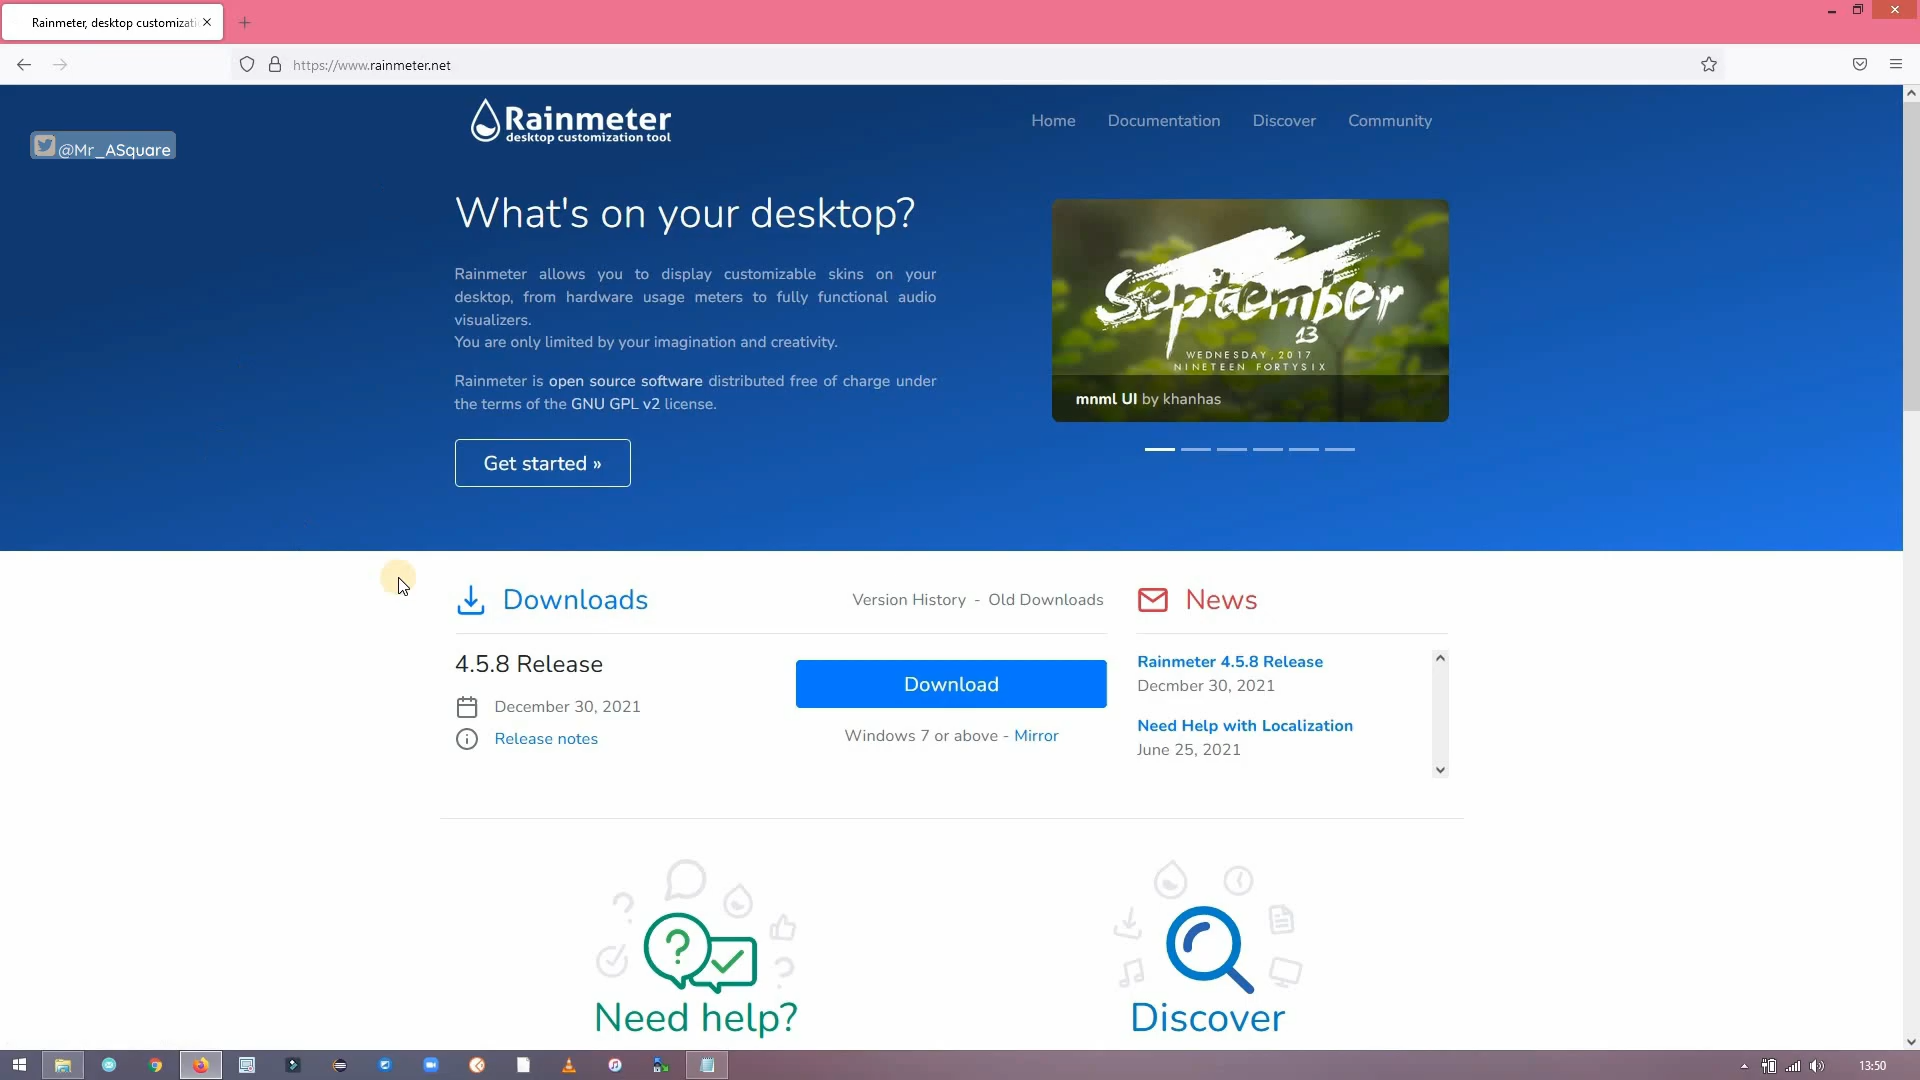 Rainmeter, desktop customizati
https://www.rainmeter.net
@Mr_ASquare
Rainmeter
desktop customization tool
Home
Documentation
Discover
Community
What's on your desktop?
Rainmeter allows you to display customizable skins on your
desktop, from hardware usage meters to fully functional audio
visualizers.
You are only limited by your imagination and creativity.
Rainmeter is open source software distributed free of charge under
the terms of the GNU GPL v2 license.
Get started »
September
13
WEDNESDAY, 2017
NINETEEN FORTYSIX
mnml UI by khanhas
Downloads
Version History - Old Downloads
4.5.8 Release
December 30, 2021
Release notes
Download
Windows 7 or above - Mirror
News
Rainmeter 4.5.8 Release
Decmber 30, 2021
Need Help with Localization
June 25, 2021
Need help?
Discover
13:50